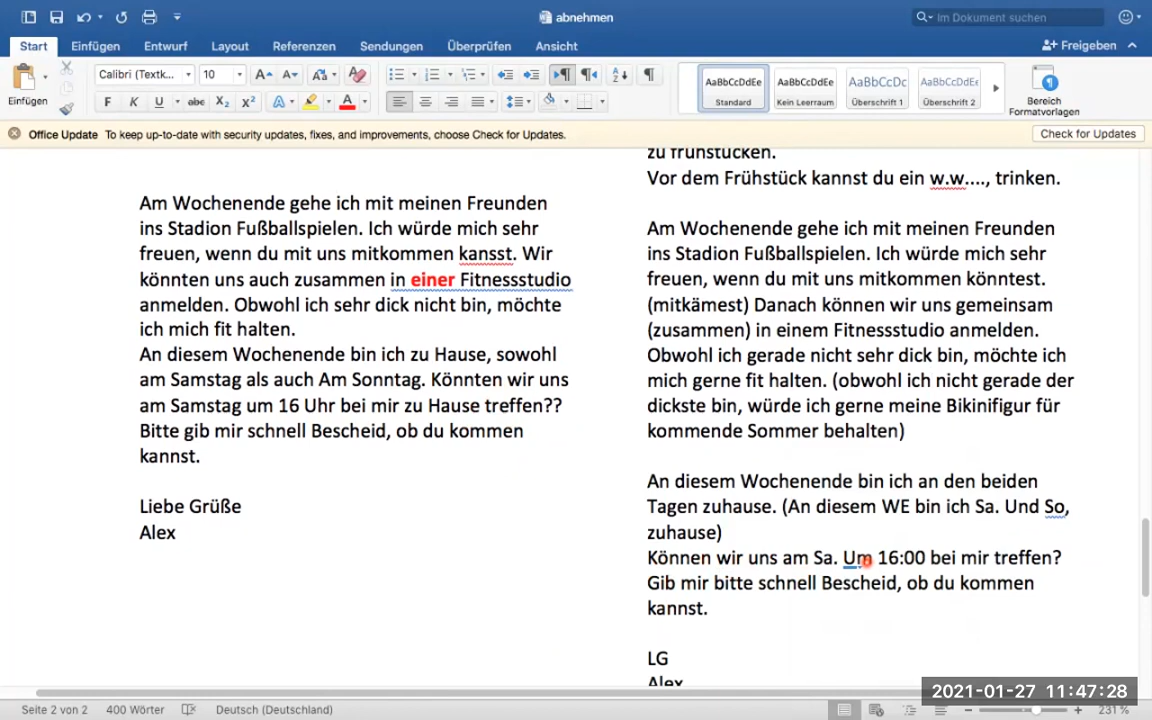 abnehmen
Im Dokument suchen
Start Einfügen Entwurf Layout Referenzen Sendungen Überprüfen Ansicht
Freigeben
Einfügen
Calibri (Textk... 10
F K U abc X₂ X²
AaBbCcDdEe AaBbCcDdEe AaBbCcDc AaBbCcDdEe
Standard Kein Leerraum Überschrift 1 Überschrift 2
Bereich
Formatvorlagen
Office Update To keep up-to-date with security updates, fixes, and improvements, choose Check for Updates.
Check for Updates
Am Wochenende gehe ich mit meinen Freunden
ins Stadion Fußballspielen. Ich würde mich sehr
freuen, wenn du mit uns mitkommen kansst. Wir
könnten uns auch zusammen in einer Fitnessstudio
anmelden. Obwohl ich sehr dick nicht bin, möchte
ich mich fit halten.
An diesem Wochenende bin ich zu Hause, sowohl
am Samstag als auch Am Sonntag. Könnten wir uns
am Samstag um 16 Uhr bei mir zu Hause treffen??
Bitte gib mir schnell Bescheid, ob du kommen
kannst.
Liebe Grüße
Alex
zu frühstücken.
Vor dem Frühstück kannst du ein w.w...., trinken.
Am Wochenende gehe ich mit meinen Freunden
ins Stadion Fußballspielen. Ich würde mich sehr
freuen, wenn du mit uns mitkommen könntest.
(mitkämest) Danach können wir uns gemeinsam
(zusammen) in einem Fitnessstudio anmelden.
Obwohl ich gerade nicht sehr dick bin, möchte ich
mich gerne fit halten. (obwohl ich nicht gerade der
dickste bin, würde ich gerne meine Bikinifigur für
kommende Sommer behalten)
An diesem Wochenende bin ich an den beiden
Tagen zuhause. (An diesem WE bin ich Sa. Und So,
zuhause)
Können wir uns am Sa. Um 16:00 bei mir treffen?
Gib mir bitte schnell Bescheid, ob du kommen
kannst.
LG
Alex
2021-01-27 11:47:28
Seite 2 von 2 400 Wörter Deutsch (Deutschland)
231 %